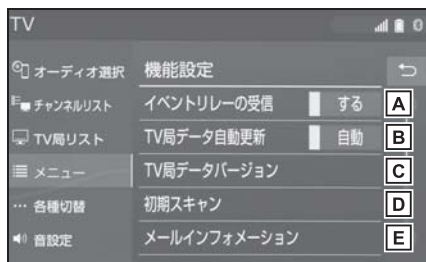 TV
オーディオ選択
チャンネルリスト
TV局リスト
メニュー
各種切替
音設定
機能設定
イベントリレーの受信 する A
TV局データ自動更新 自動 B
TV局データバージョン C
初期スキャン D
メールインフォメーション E